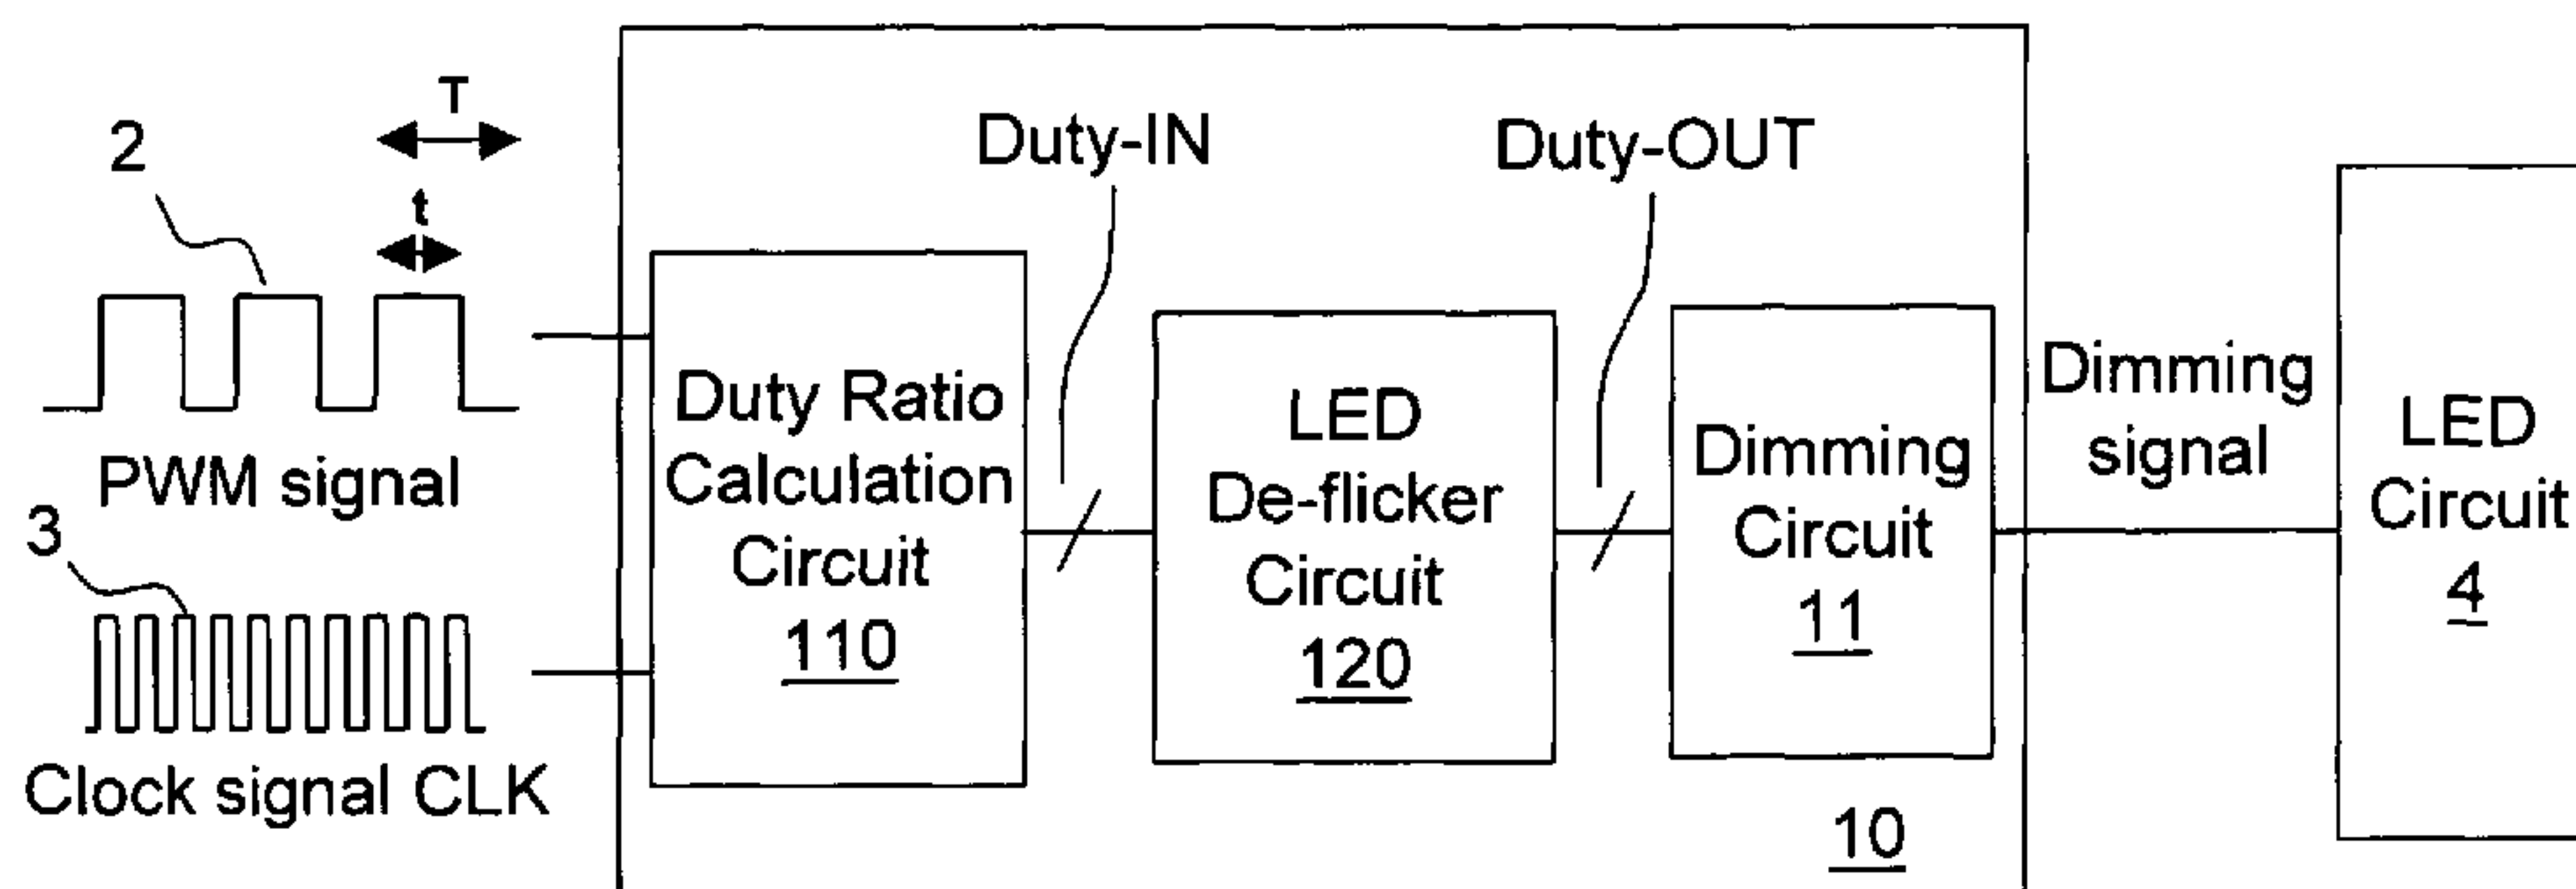 T
2
t
PWM signal
3
Clock signal CLK
Duty-IN
Duty-OUT
Duty Ratio
Calculation
Circuit
110
LED
De-flicker
Circuit
120
Dimming
Circuit
11
10
Dimming
signal
LED
Circuit
4